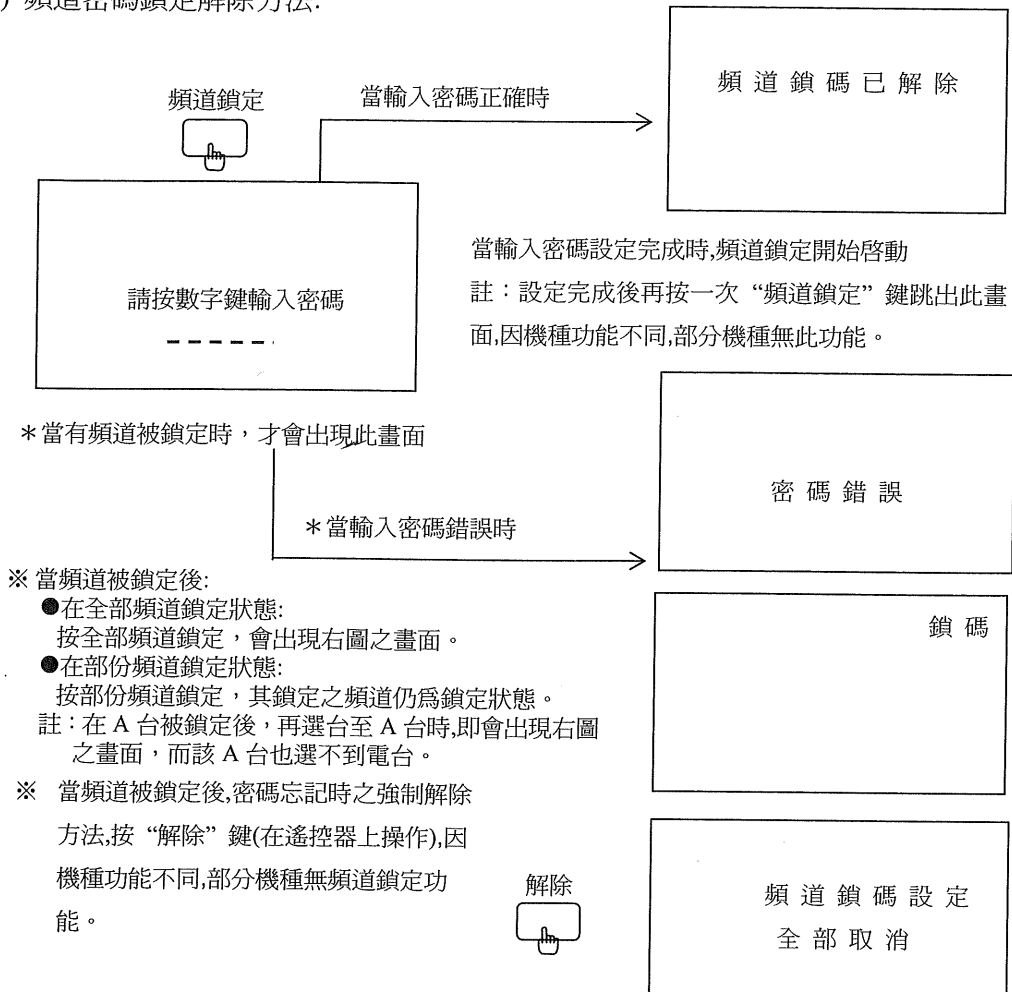 ) 頻道密碼鎖定解除方法:
頻道鎖定
當輸入密碼正確時
頻道鎖碼已解除
請按數字鍵輸入密碼
－－－－－
當輸入密碼設定完成時,頻道鎖定開始啓動
註：設定完成後再按一次“頻道鎖定”鍵跳出此畫
面,因機種功能不同,部分機種無此功能。
＊當有頻道被鎖定時，才會出現此畫面
密碼錯誤
＊當輸入密碼錯誤時
※當頻道被鎖定後:
●在全部頻道鎖定狀態:
按全部頻道鎖定，會出現右圖之畫面。
●在部份頻道鎖定狀態:
按部份頻道鎖定，其鎖定之頻道仍爲鎖定狀態。
註：在 A 台被鎖定後，再選台至 A 台時,即會出現右圖
之畫面，而該 A 台也選不到電台。
鎖碼
※ 當頻道被鎖定後,密碼忘記時之強制解除
方法,按“解除”鍵(在遙控器上操作),因
機種功能不同,部分機種無頻道鎖定功
能。
解除
頻道鎖碼設定
全部取消